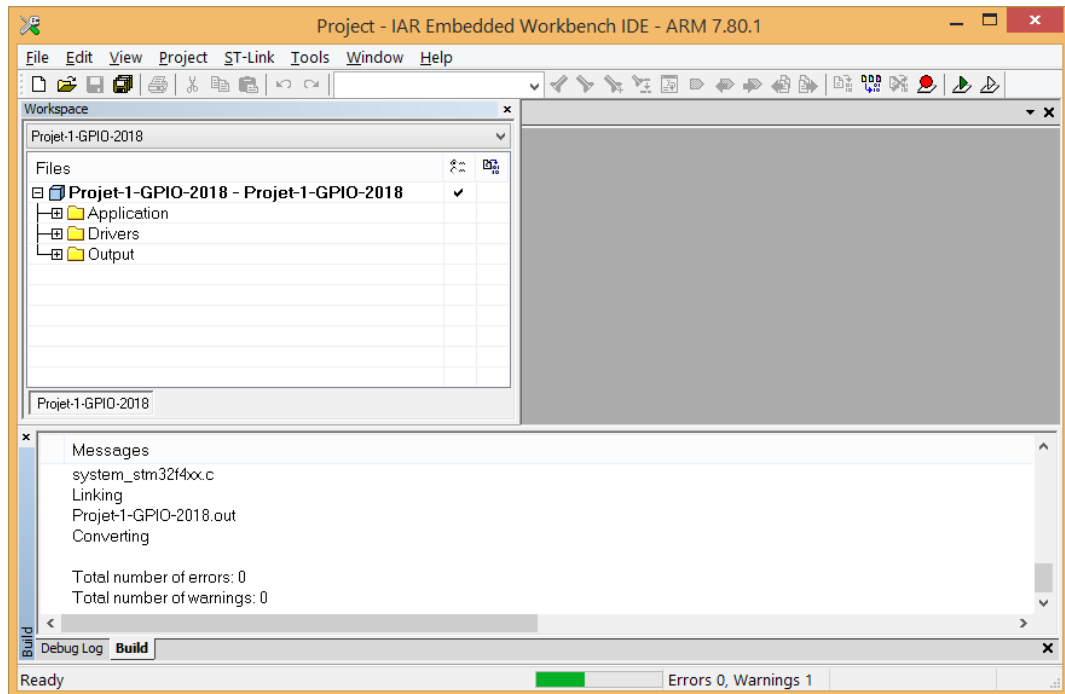 Project - IAR Embedded Workbench IDE - ARM 7.80.1
File Edit View Project ST-Link Tools Window Help
Workspace
Projet-1-GPIO-2018
Files
Projet-1-GPIO-2018 - Projet-1-GPIO-2018
Application
Drivers
Output
Projet-1-GPIO-2018
Messages
system_stm32f4xx.c
Linking
Projet-1-GPIO-2018.out
Converting
Total number of errors: 0
Total number of warnings: 0
Build
Debug Log Build
Ready Errors 0, Warnings 1